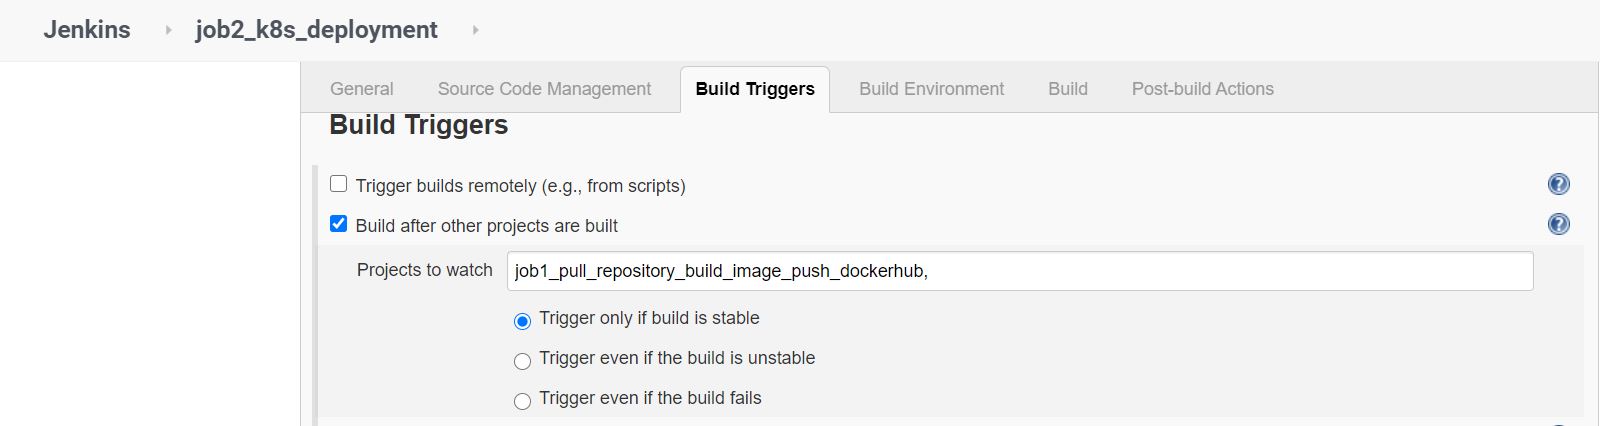 Jenkins job2_k8s_deployment
General Source Code Management Build Triggers Build Environment Build Post-build Actions
Build Triggers
Trigger builds remotely (e.g., from scripts) ?
Build after other projects are built ?
Projects to watch job1_pull_repository_build_image_push_dockerhub,
Trigger only if build is stable
Trigger even if the build is unstable
Trigger even if the build fails